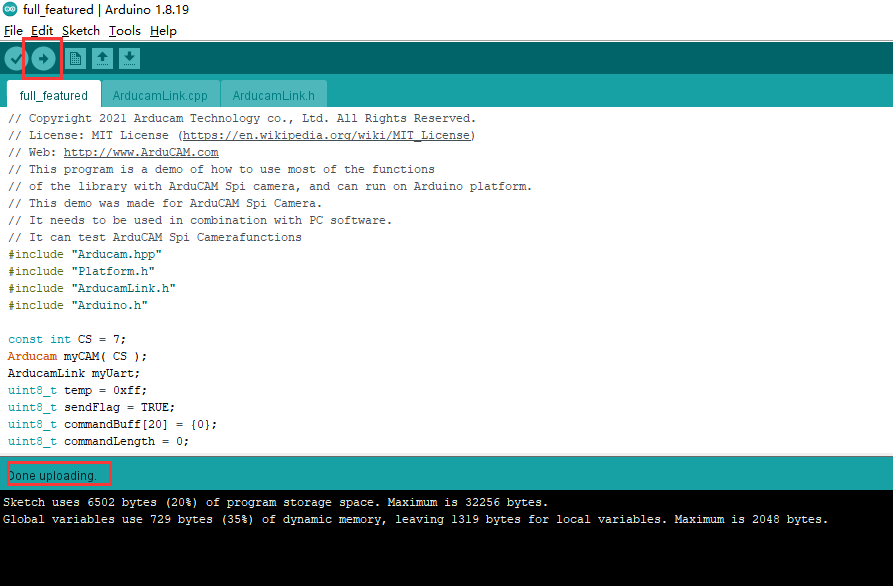 full_featured | Arduino 1.8.19
File Edit Sketch Tools Help
full_featured ArducamLink.cpp ArducamLink.h
// Copyright 2021 Arducam Technology co., Ltd. All Rights Reserved.
// License: MIT License (https://en.wikipedia.org/wiki/MIT_License)
// Web: http://www.ArduCAM.com
// This program is a demo of how to use most of the functions
// of the library with ArduCAM Spi camera, and can run on Arduino platform.
// This demo was made for ArduCAM Spi Camera.
// It needs to be used in combination with PC software.
// It can test ArduCAM Spi Camerafunctions
#include "Arducam.hpp"
#include "Platform.h"
#include "ArducamLink.h"
#include "Arduino.h"
const int CS = 7;
Arducam myCAM( CS );
ArducamLink myUart;
uint8_t temp = 0xff;
uint8_t sendFlag = TRUE;
uint8_t commandBuff[20] = {0};
uint8_t commandLength = 0;
Done uploading.
Sketch uses 6502 bytes (20%) of program storage space. Maximum is 32256 bytes.
Global variables use 729 bytes (35%) of dynamic memory, leaving 1319 bytes for local variables. Maximum is 2048 bytes.